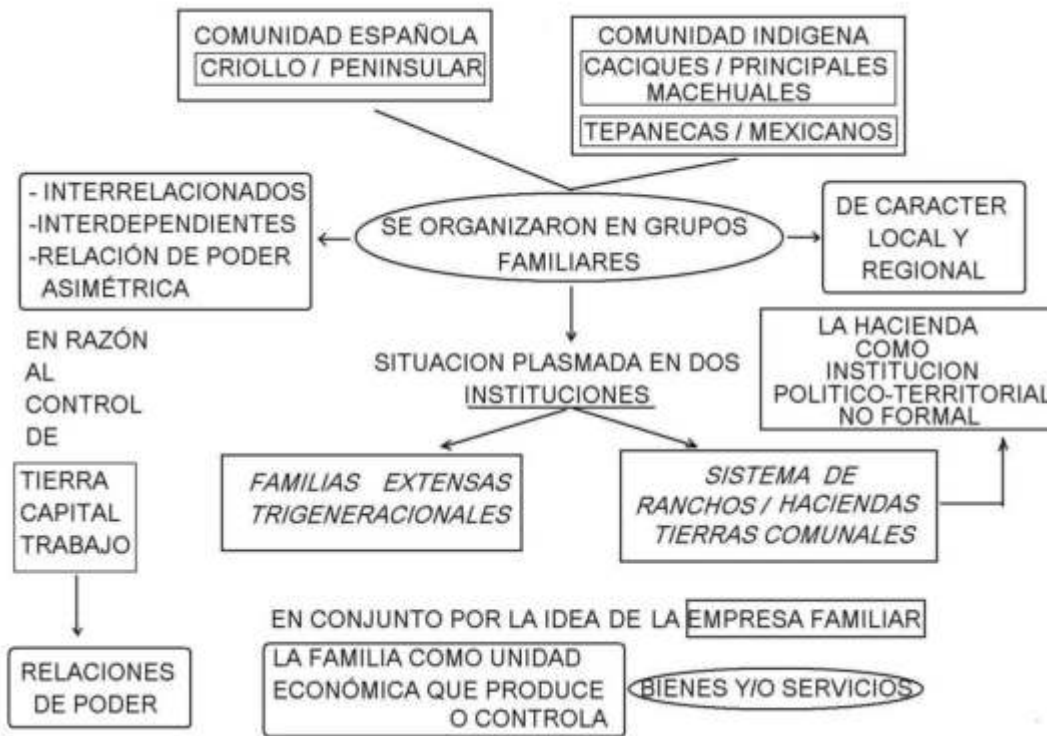 COMUNIDAD ESPAÑOLA
CRIOLLO / PENINSULAR
COMUNIDAD INDIGENA
CACIQUES / PRINCIPALES
MACEHUALES
TEPANECAS / MEXICANOS
- INTERRELACIONADOS
-INTERDEPENDIENTES
-RELACIÓN DE PODER
ASIMÉTRICA
SE ORGANIZARON EN GRUPOS
FAMILIARES
DE CARACTER
LOCAL Y
REGIONAL
EN RAZÓN
AL
CONTROL
DE
TIERRA
CAPITAL
TRABAJO
RELACIONES
DE PODER
SITUACION PLASMADA EN DOS
INSTITUCIONES
LA HACIENDA
COMO
INSTITUCION
POLITICO-TERRITORIAL
NO FORMAL
FAMILIAS EXTENSAS
TRIGENERACIONALES
SISTEMA DE
RANCHOS / HACIENDAS
TIERRAS COMUNALES
EN CONJUNTO POR LA IDEA DE LA EMPRESA FAMILIAR
LA FAMILIA COMO UNIDAD
ECONÓMICA QUE PRODUCE
O CONTROLA
BIENES Y/O SERVICIOS